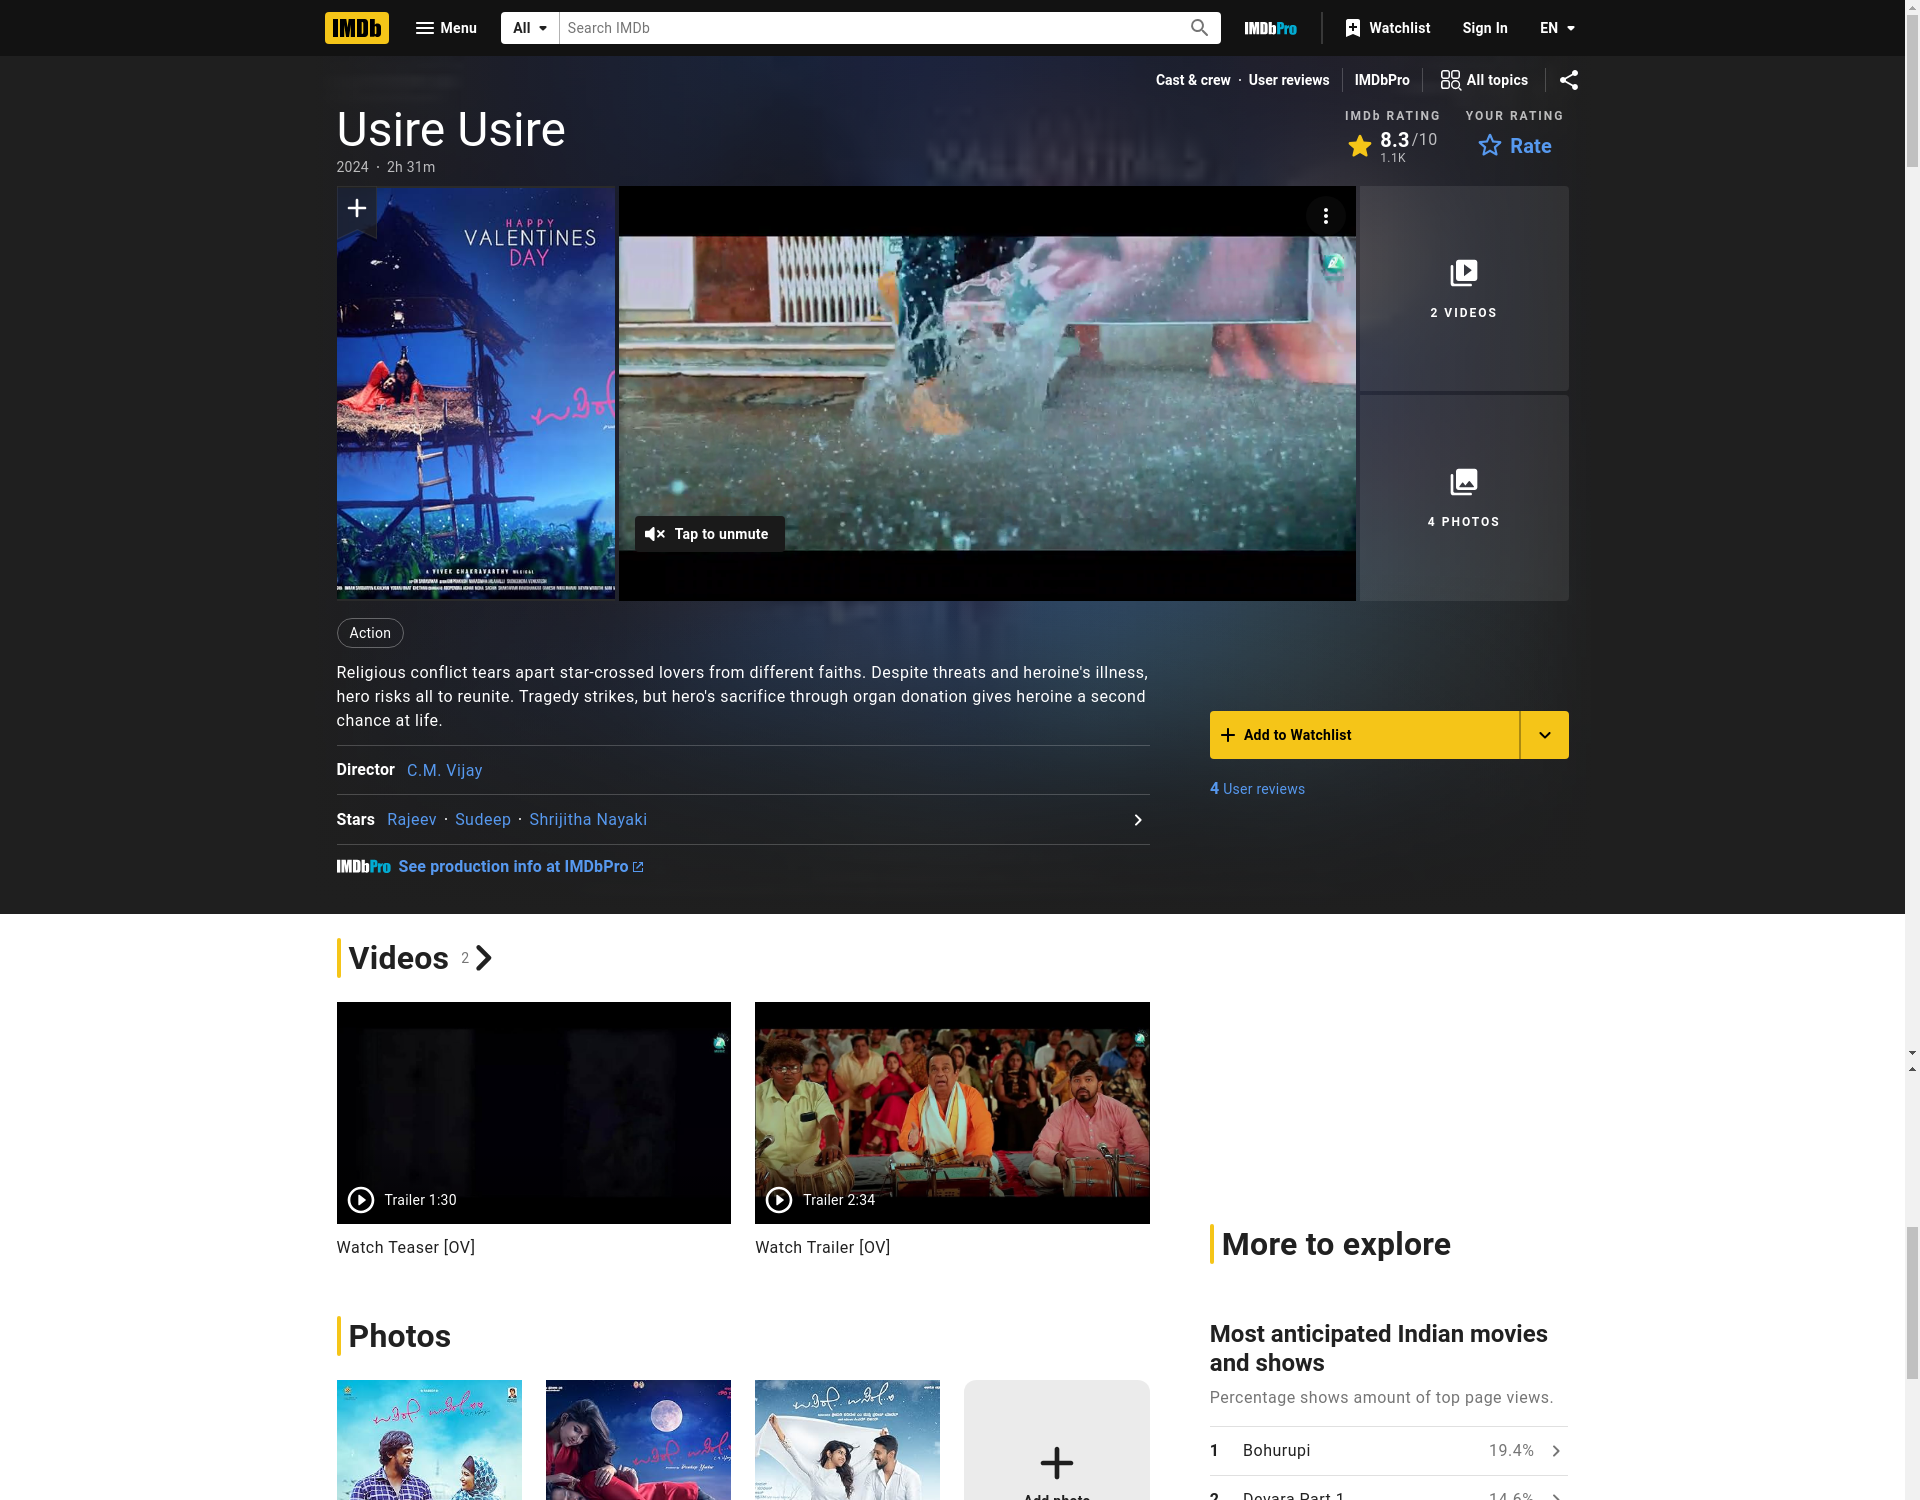 IMDb
Menu
All
Search IMDb
IMDbPro
Watchlist
Sign In
EN
Cast & crew · User reviews
IMDbPro
All topics
Usire Usire
2024 · 2h 31m
IMDb RATING
8.3/10
1.1K
YOUR RATING
Rate
HAPPY
VALENTINES
DAY
A VIVEK CHAKRAVARTHY MUSICAL
Tap to unmute
2 VIDEOS
4 PHOTOS
Action
Religious conflict tears apart star-crossed lovers from different faiths. Despite threats and heroine's illness,
hero risks all to reunite. Tragedy strikes, but hero's sacrifice through organ donation gives heroine a second
chance at life.
Director C.M. Vijay
Stars Rajeev · Sudeep · Shrijitha Nayaki
IMDbPro See production info at IMDbPro
Add to Watchlist
4 User reviews
Videos 2
Trailer 1:30
Watch Teaser [OV]
Trailer 2:34
Watch Trailer [OV]
Photos
Add photo
More to explore
Most anticipated Indian movies
and shows
Percentage shows amount of top page views.
1 Bohurupi 19.4%
2 Devara Part 1 14.6%